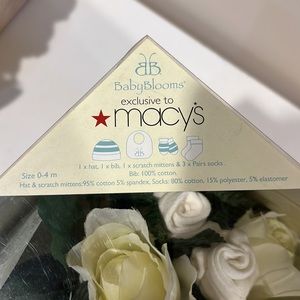 BabyBlooms
exclusive to
macy's
1 x hat, 1 x bib, 1 x scratch mittens & 3 x Pairs socks
Size 0-4 m
Bib: 100% cotton.
Hat & scratch mittens:95% cotton 5% spandex, Socks: 80% cotton, 15% polyester, 5% elastomer